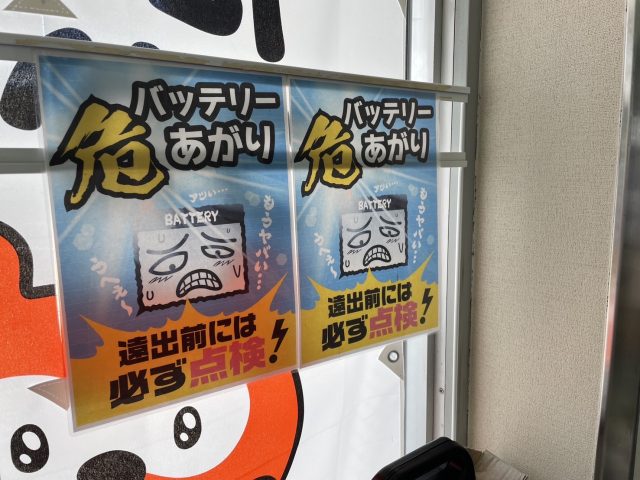 危
バッテリー
あがり
アツい…
BATTERY
もうヤバい…
うへぇ〜
遠出前には
必ず点検!
危
バッテリー
あがり
アツい…
BATTERY
もうヤバい…
うへぇ〜
遠出前には
必ず点検!